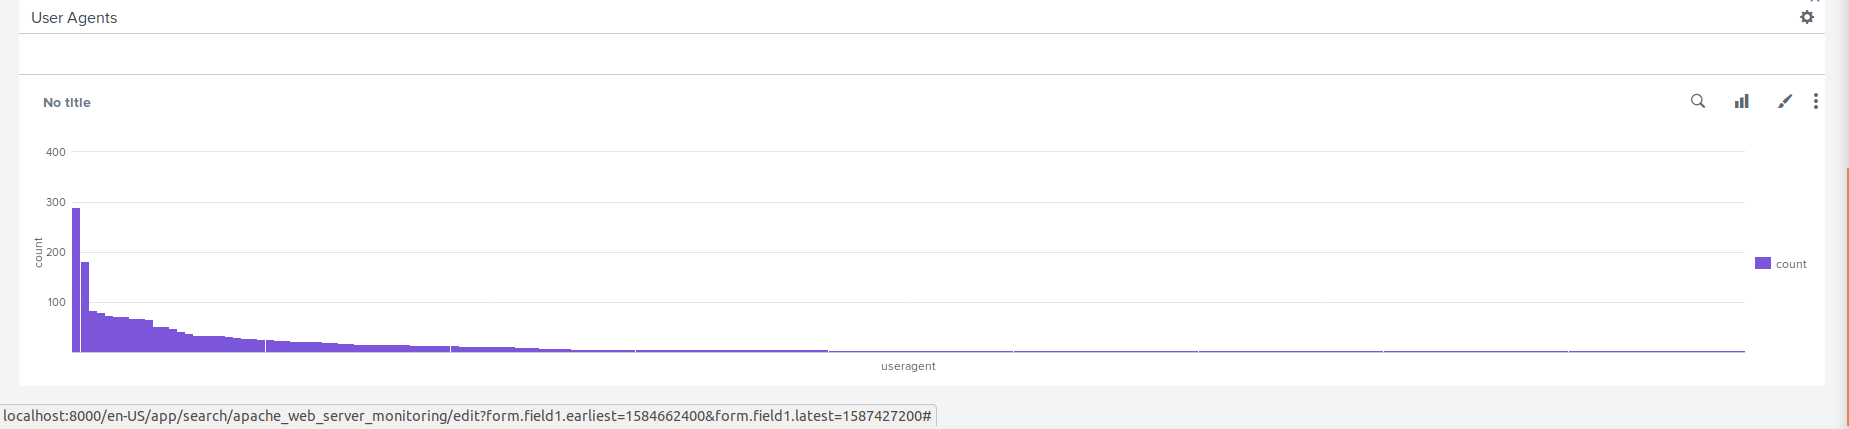 User Agents
No title
400
300
200
100
count
useragent
count
localhost:8000/en-US/app/search/apache_web_server_monitoring/edit?form.field1.earliest=1584662400&form.field1.latest=1587427200#